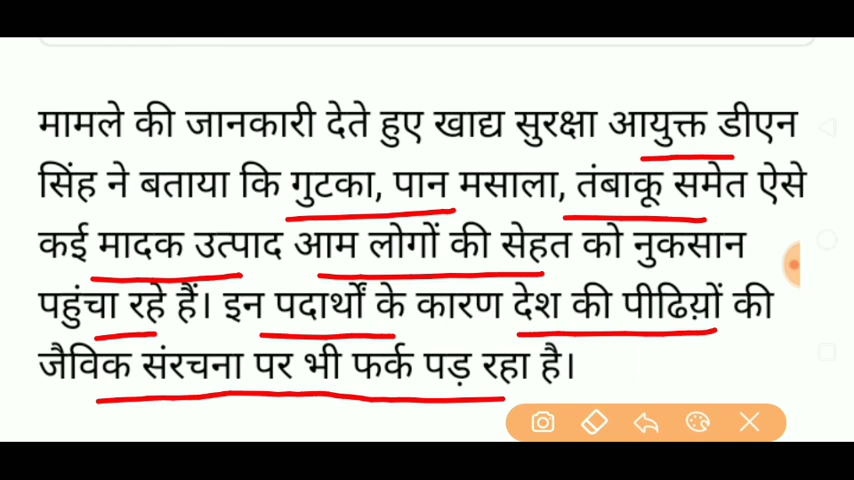 मामले की जानकारी देते हुए खाद्य सुरक्षा आयुक्त डीएन
सिंह ने बताया कि गुटका, पान मसाला, तंबाकू समेत ऐसे
कई मादक उत्पाद आम लोगों की सेहत को नुकसान
पहुंचा रहे हैं। इन पदार्थों के कारण देश की पीढिय़ों की
जैविक संरचना पर भी फर्क पड़ रहा है।